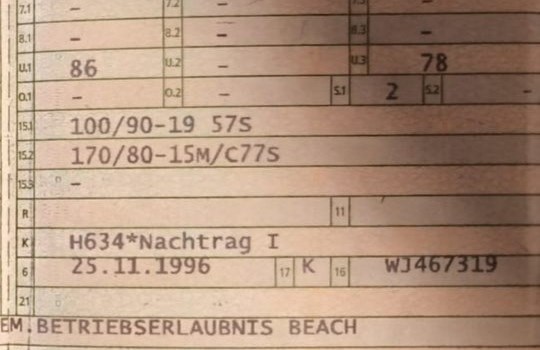 7.1 – 7.2 – 7.3 –
8.1 – 8.2 – 8.3 –
U.1 86 U.2 – U.3 78
O.1 – O.2 – S.1 2 S.2 –
15.1 100/90-19 57S
15.2 170/80-15M/C77S
15.3 –
R 11
K H634*Nachtrag I
6 25.11.1996 17 K 16 WJ467319
21
EM.BETRIEBSERLAUBNIS BEACH